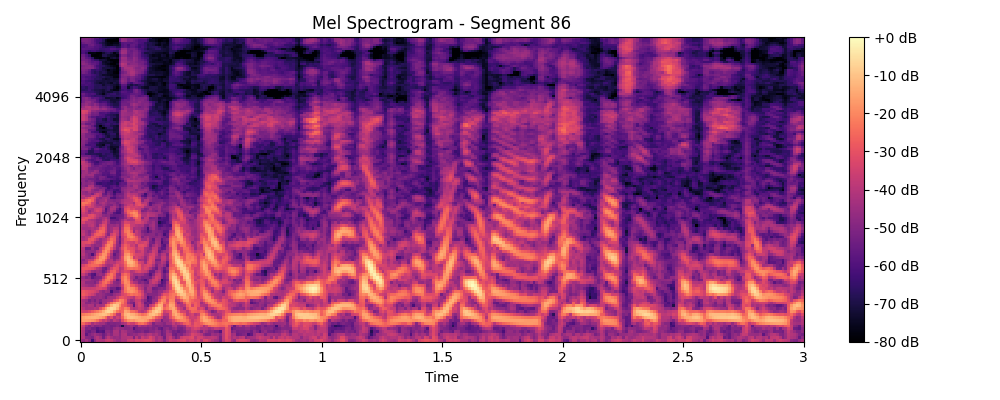 Mel Spectrogram - Segment 86
Frequency
4096
2048
1024
512
0
0 0.5 1 1.5 2 2.5 3
Time
+0 dB
-10 dB
-20 dB
-30 dB
-40 dB
-50 dB
-60 dB
-70 dB
-80 dB